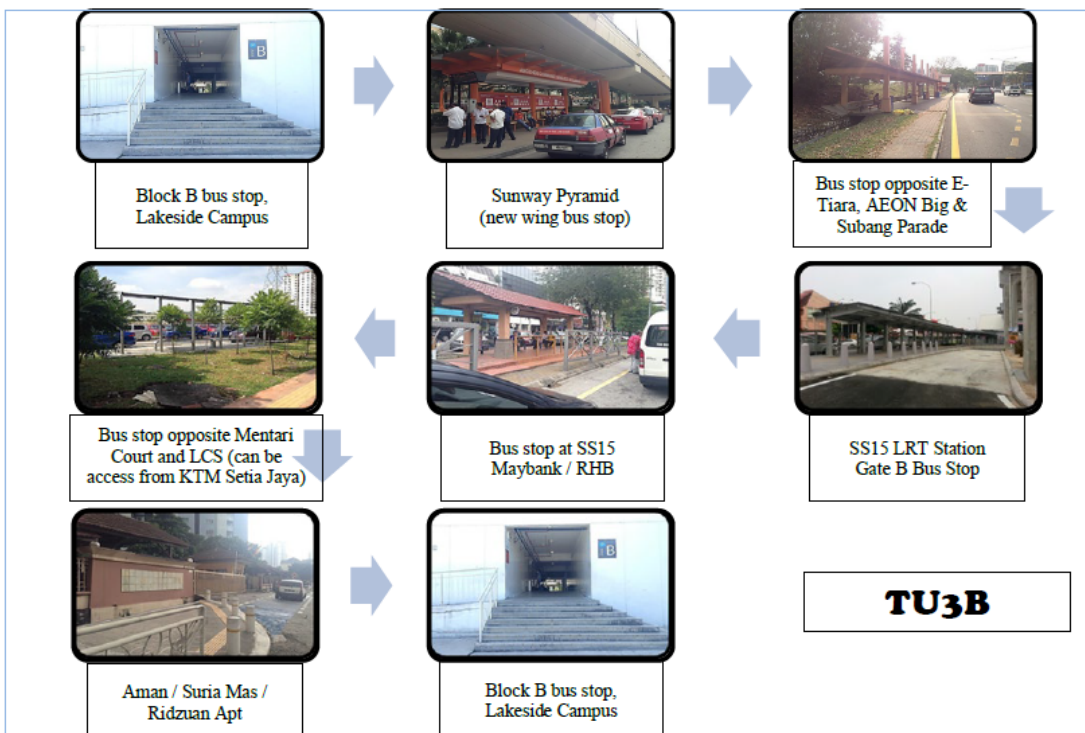 B
Block B bus stop,
Lakeside Campus
Sunway Pyramid
(new wing bus stop)
Bus stop opposite E-
Tiara, AEON Big &
Subang Parade
Bus stop opposite Mentari
Court and LCS (can be
access from KTM Setia Jaya)
Bus stop at SS15
Maybank / RHB
SS15 LRT Station
Gate B Bus Stop
Aman / Suria Mas /
Ridzuan Apt
B
Block B bus stop,
Lakeside Campus
TU3B